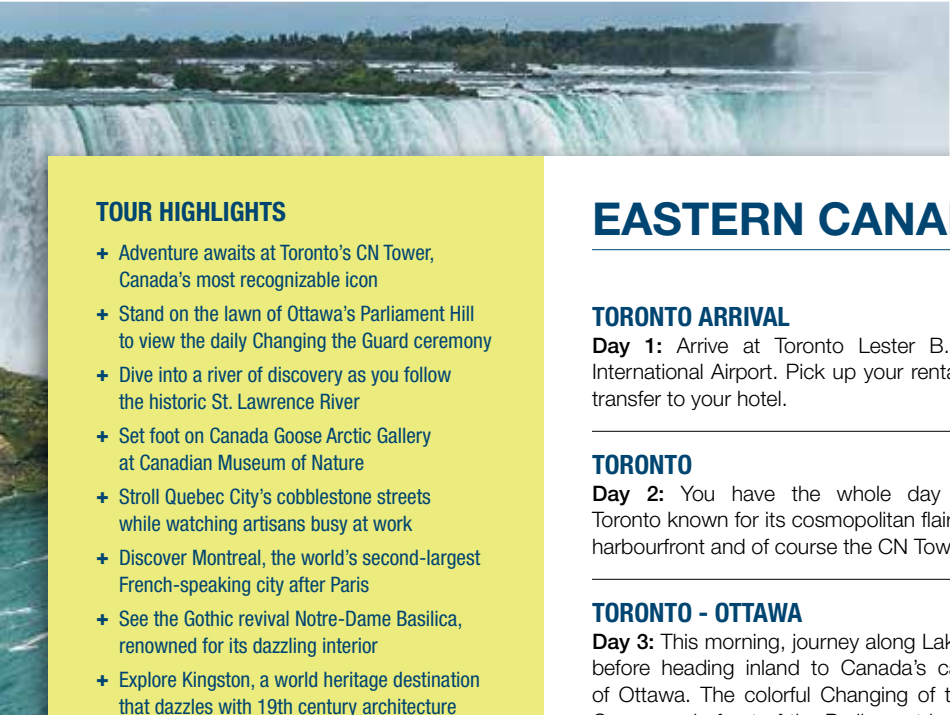 TOUR HIGHLIGHTS
+ Adventure awaits at Toronto's CN Tower,
Canada's most recognizable icon
+ Stand on the lawn of Ottawa's Parliament Hill
to view the daily Changing the Guard ceremony
+ Dive into a river of discovery as you follow
the historic St. Lawrence River
+ Set foot on Canada Goose Arctic Gallery
at Canadian Museum of Nature
+ Stroll Quebec City's cobblestone streets
while watching artisans busy at work
+ Discover Montreal, the world's second-largest
French-speaking city after Paris
+ See the Gothic revival Notre-Dame Basilica,
renowned for its dazzling interior
+ Explore Kingston, a world heritage destination
that dazzles with 19th century architecture
EASTERN
TORONTO ARRIVAL
Day 1: Arrive at Toronto Lester B.
International Airport. Pick up your
transfer to your hotel.
TORONTO
Day 2: You have the whole day
Toronto known for its cosmopolitan
harbourfront and of course the CN
TORONTO - OTTAWA
Day 3: This morning, journey along
before heading inland to Canada's
of Ottawa. The colorful Changing of